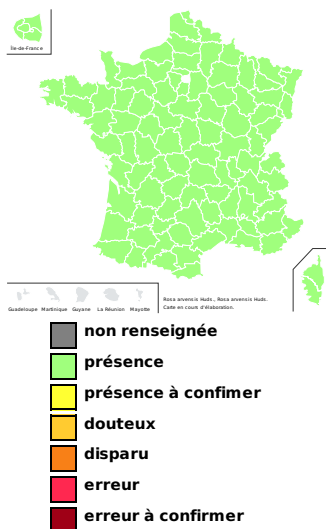 Île-de-France
Guadeloupe Martinique Guyane La Réunion Mayotte
Rosa arvensis Huds., Rosa arvensis Huds.
Carte en cours d'élaboration.
non renseignée
présence
présence à confimer
douteux
disparu
erreur
erreur à confirmer